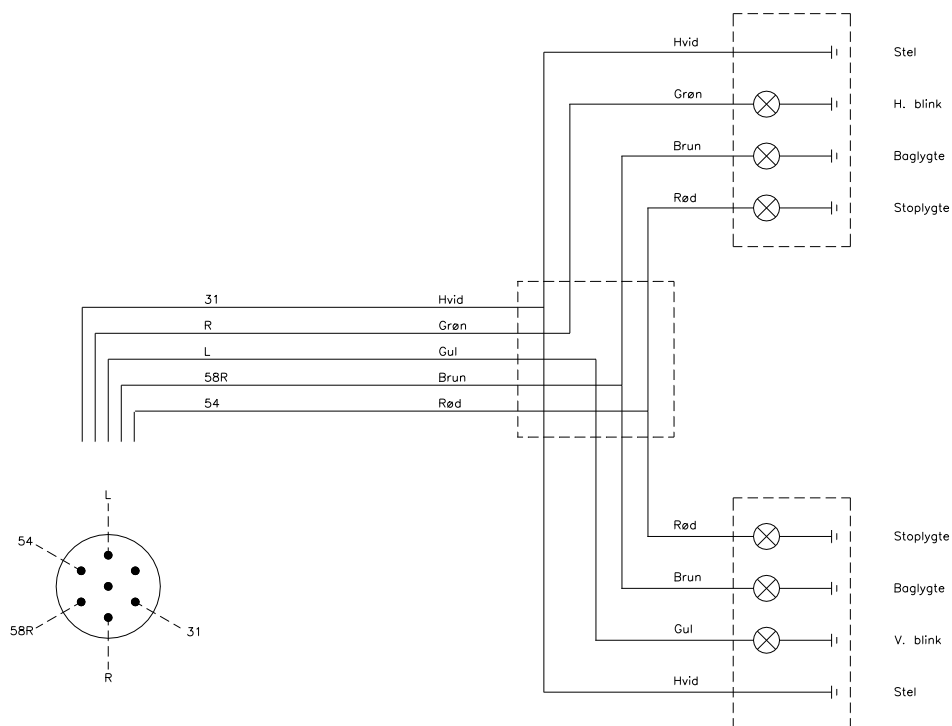 Hvid Stel
Grøn H. blink
Brun Baglygte
Rød Stoplygte
31 Hvid
R Grøn
L Gul
58R Brun
54 Rød
L
54
58R
31
R
Rød Stoplygte
Brun Baglygte
Gul V. blink
Hvid Stel